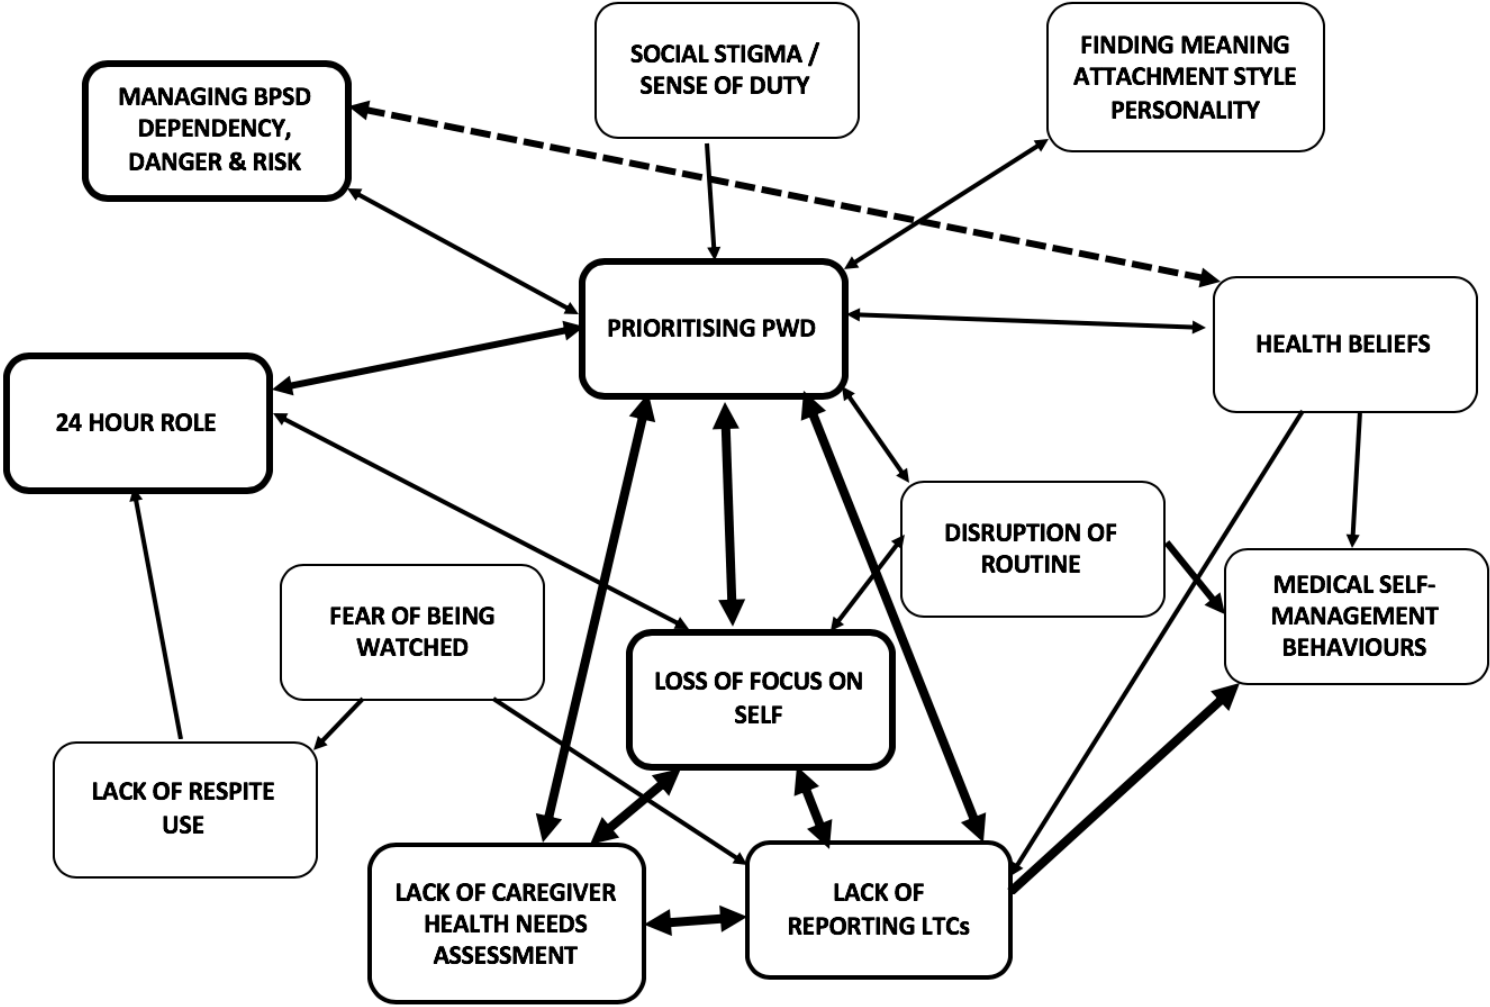 SOCIAL STIGMA /
SENSE OF DUTY
FINDING MEANING
ATTACHMENT STYLE
PERSONALITY
MANAGING BPSD
DEPENDENCY,
DANGER & RISK
PRIORITISING PWD
HEALTH BELIEFS
24 HOUR ROLE
DISRUPTION OF
ROUTINE
MEDICAL SELF-
MANAGEMENT
BEHAVIOURS
FEAR OF BEING
WATCHED
LOSS OF FOCUS ON
SELF
LACK OF RESPITE
USE
LACK OF CAREGIVER
HEALTH NEEDS
ASSESSMENT
LACK OF
REPORTING LTCs